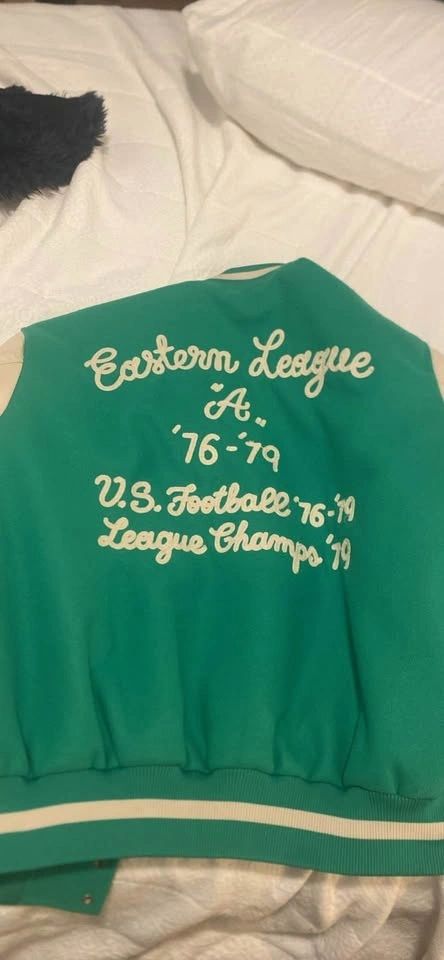 Eastern League
"A"
'76-'79
U.S. Football '76-'79
League Champs '79